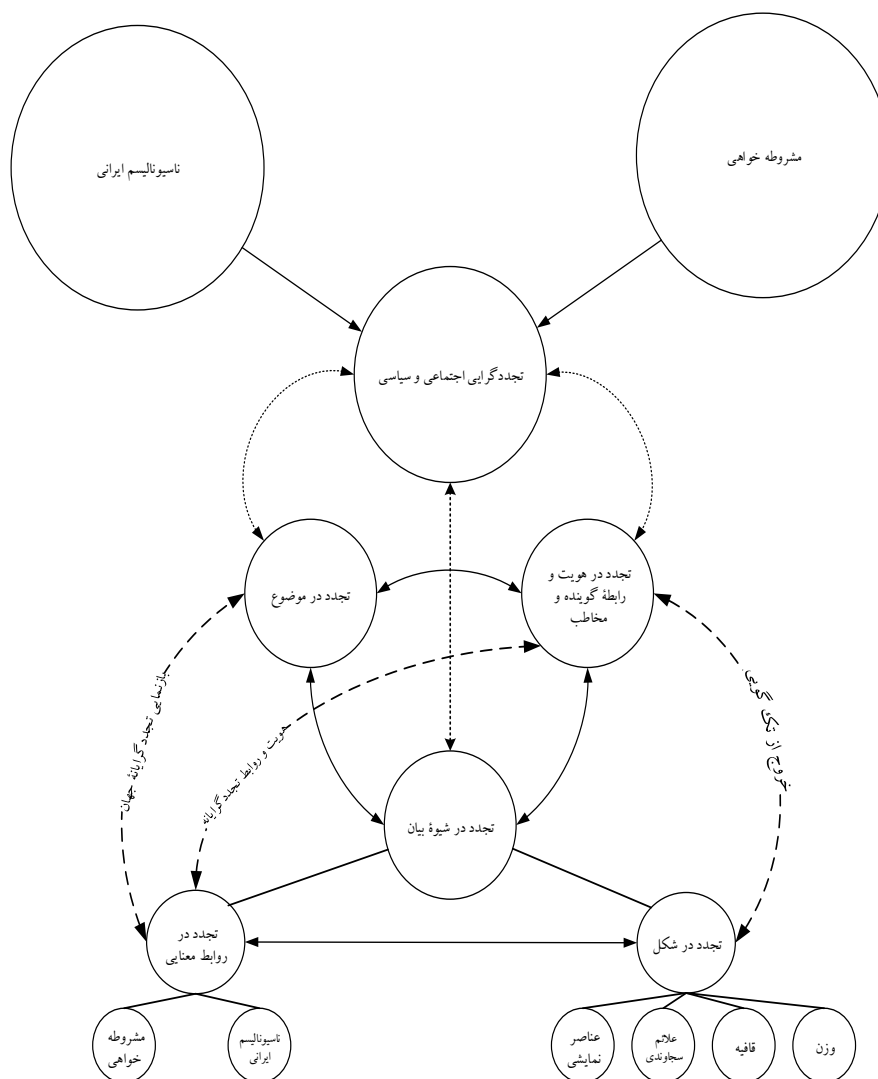 مشروطه خواهی
ناسیونالیسم ایرانی
تجددگرایی اجتماعی و سیاسی
تجدد در هویت و
رابطهٔ گوینده و
مخاطب
تجدد در موضوع
خروج از تک گویی
هویت و روابط تجددگرایانه
بازنمایی تجددگرایانهٔ جهان
تجدد در شیوهٔ بیان
تجدد در شکل
تجدد در
روابط معنایی
وزن
قافیه
علائم
سجاوندی
عناصر
نمایشی
ناسیونالیسم
ایرانی
مشروطه
خواهی